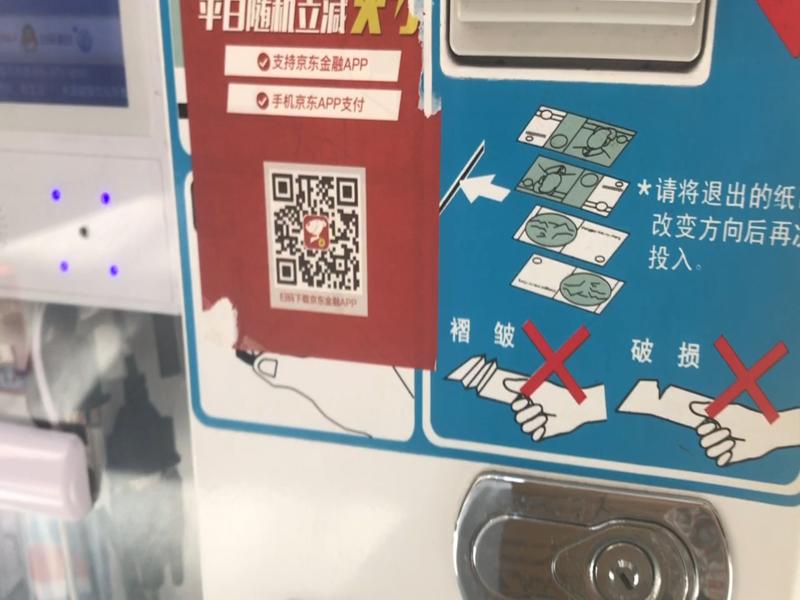 平日随机立减
支持京东金融APP
手机京东APP支付
扫码下载京东金融APP
*请将退出的纸
改变方向后再次
投入。
褶 皱
破 损